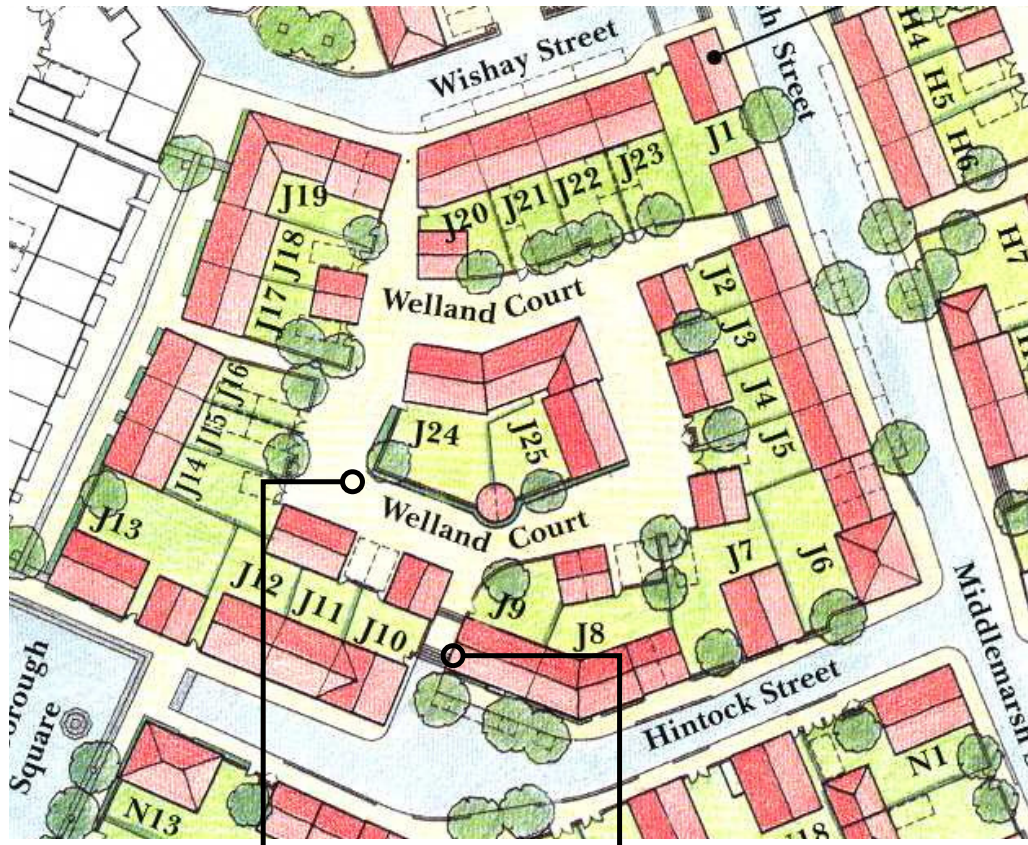 Wishay Street
sh Street
H4
H5
H6
H7
J1
J23
J22
J21
J20
J19
J18
J17
J16
J15
J14
J13
J12
J11
J10
J9
J8
J7
J6
J5
J4
J3
J2
J24
J25
Welland Court
Welland Court
Middlemarsh
Hintock Street
orough
Square
N13
N1